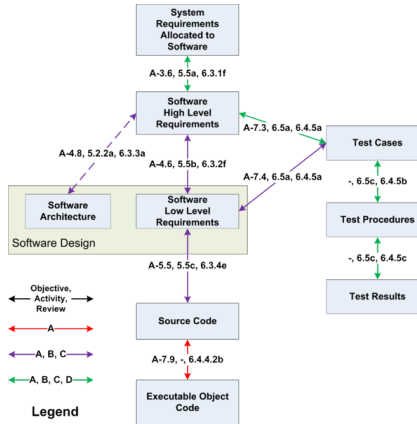 System
Requirements
Allocated to
Software
A-3.6, 5.5a, 6.3.1f
Software
High Level
Requirements
A-7.3, 6.5a, 6.4.5a
A-4.8, 5.2.2a, 6.3.3a
A-4.6, 5.5b, 6.3.2f
Test Cases
A-7.4, 6.5a, 6.4.5a
-, 6.5c, 6.4.5b
Software
Architecture
Software
Low Level
Requirements
Test Procedures
Software Design
-, 6.5c, 6.4.5c
A-5.5, 5.5c, 6.3.4e
Test Results
Objective,
Activity,
Review
A
Source Code
A, B, C
A-7.9, -, 6.4.4.2b
A, B, C, D
Executable Object
Code
Legend